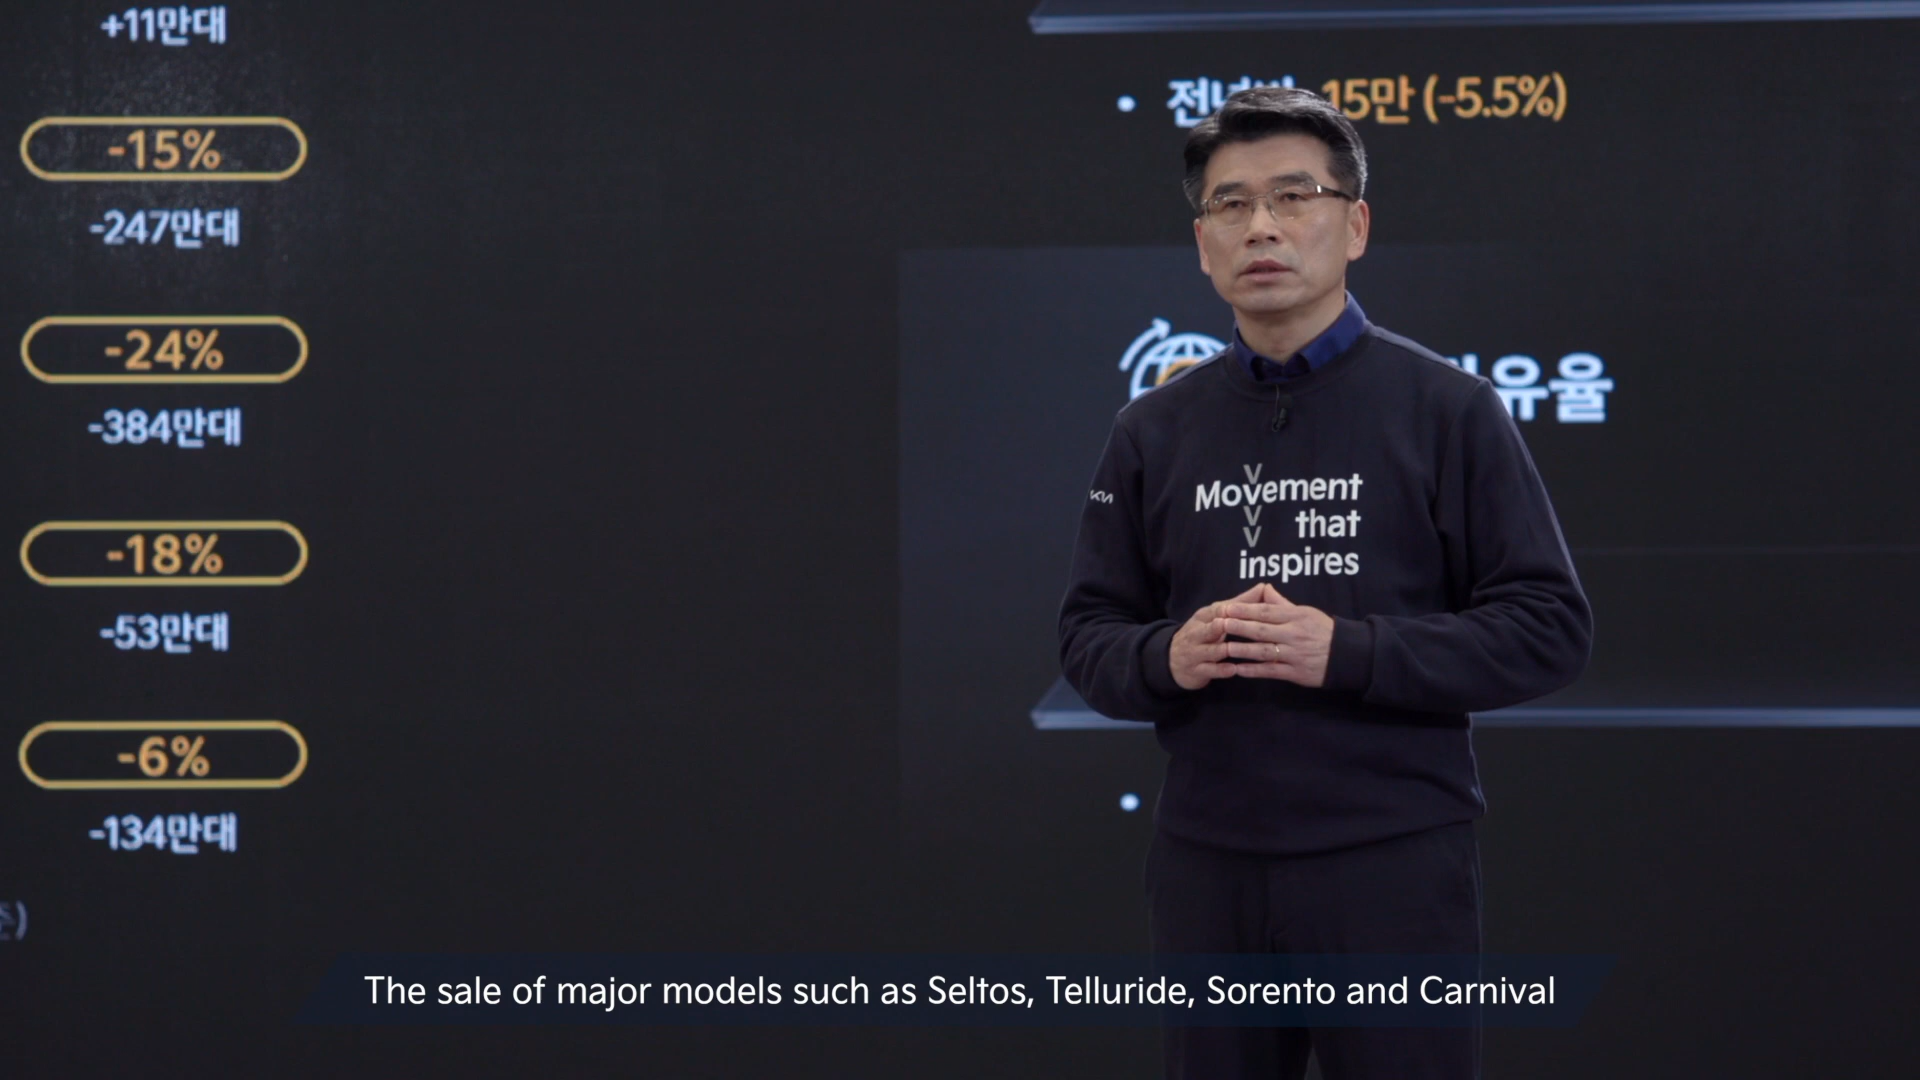 +11만대
-15%
-247만대
-24%
-384만대
-18%
-53만대
-6%
-134만대
15만 (-5.5%)
유율
KIA
Movement
that
inspires
The sale of major models such as Seltos, Telluride, Sorento and Carnival